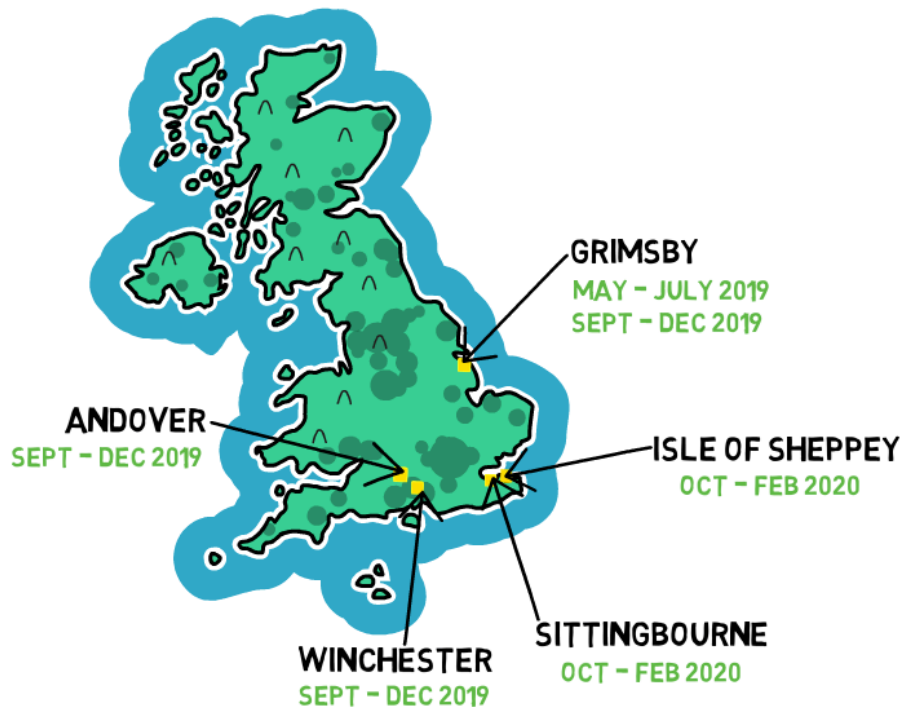 GRIMSBY
MAY – JULY 2019
SEPT – DEC 2019
ANDOVER
SEPT – DEC 2019
ISLE OF SHEPPEY
OCT – FEB 2020
SITTINGBOURNE
OCT – FEB 2020
WINCHESTER
SEPT – DEC 2019